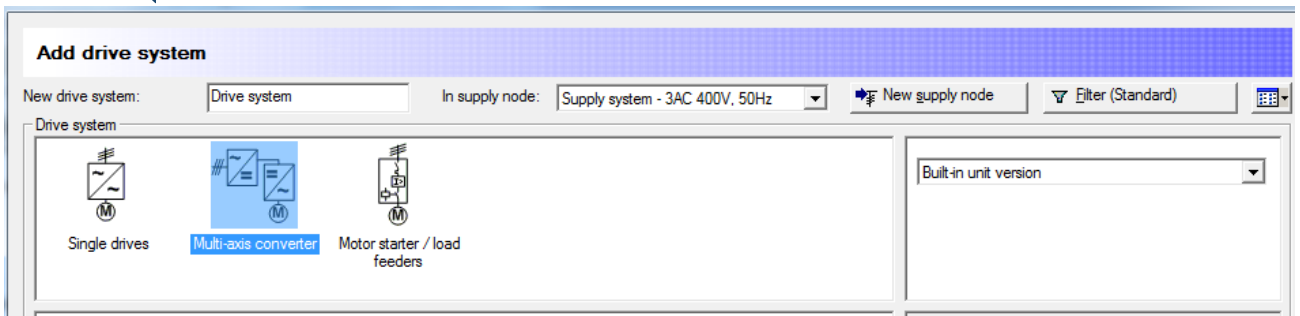 Add drive system
New drive system: Drive system In supply node: Supply system - 3AC 400V, 50Hz New supply node Filter (Standard)
Drive system
Built-in unit version
M M M
Single drives Multi-axis converter Motor starter / load
feeders